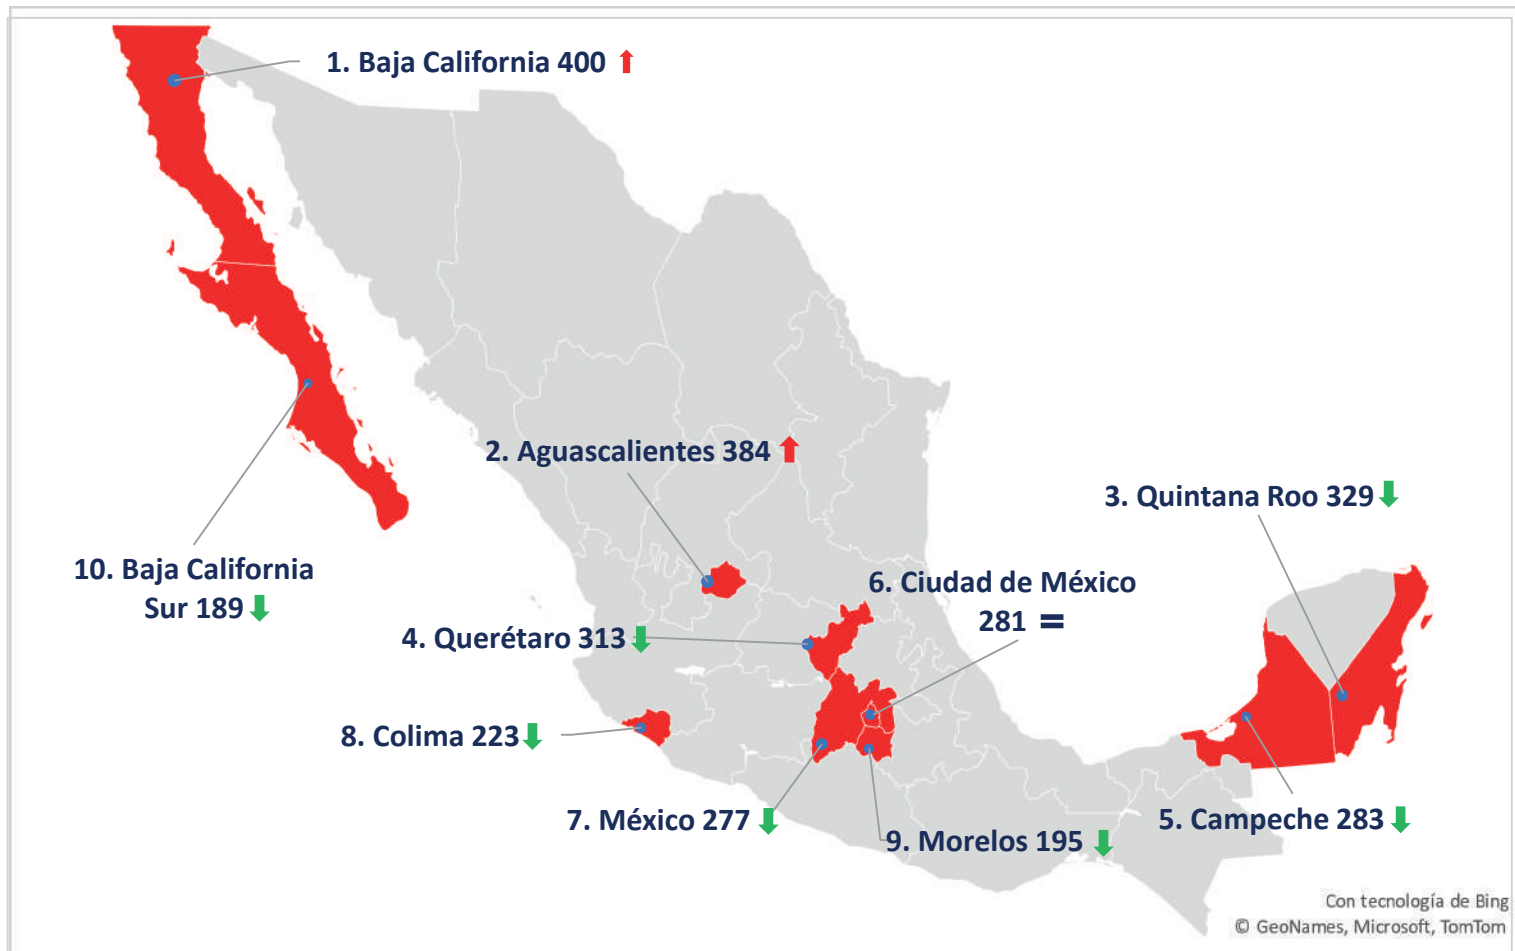 1. Baja California 400
2. Aguascalientes 384
3. Quintana Roo 329
10. Baja California
Sur 189
6. Ciudad de México
281 =
4. Querétaro 313
8. Colima 223
7. México 277
9. Morelos 195
5. Campeche 283
Con tecnología de Bing
© GeoNames, Microsoft, TomTom